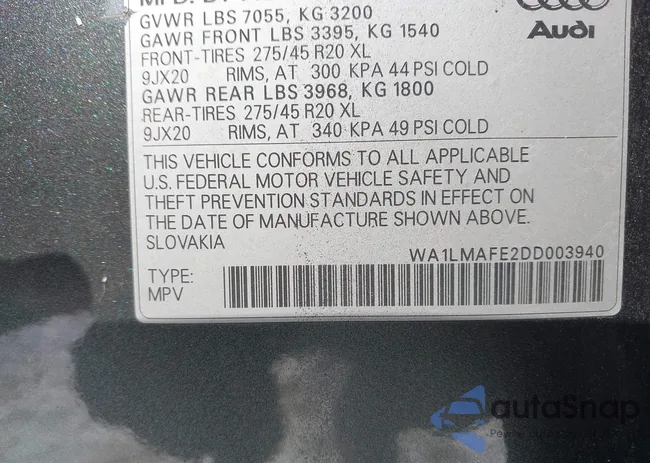 GVWR LBS 7055, KG 3200
GAWR FRONT LBS 3395, KG 1540
Audi
FRONT-TIRES 275/45 R20 XL
9JX20 RIMS, AT 300 KPA 44 PSI COLD
GAWR REAR LBS 3968, KG 1800
REAR-TIRES 275/45 R20 XL
9JX20 RIMS, AT 340 KPA 49 PSI COLD
THIS VEHICLE CONFORMS TO ALL APPLICABLE
U.S. FEDERAL MOTOR VEHICLE SAFETY AND
THEFT PREVENTION STANDARDS IN EFFECT ON
THE DATE OF MANUFACTURE SHOWN ABOVE.
SLOVAKIA
WA1LMAFE2DD003940
TYPE:
MPV
autaSnap